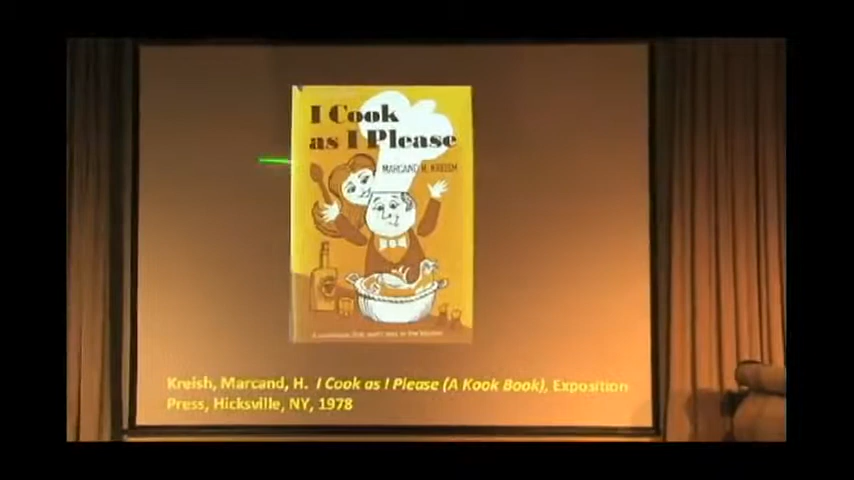 I Cook
as I Please
MARCAND H. KREISH
Kreish, Marcand, H. I Cook as I Please (A Kook Book), Exposition
Press, Hicksville, NY, 1978